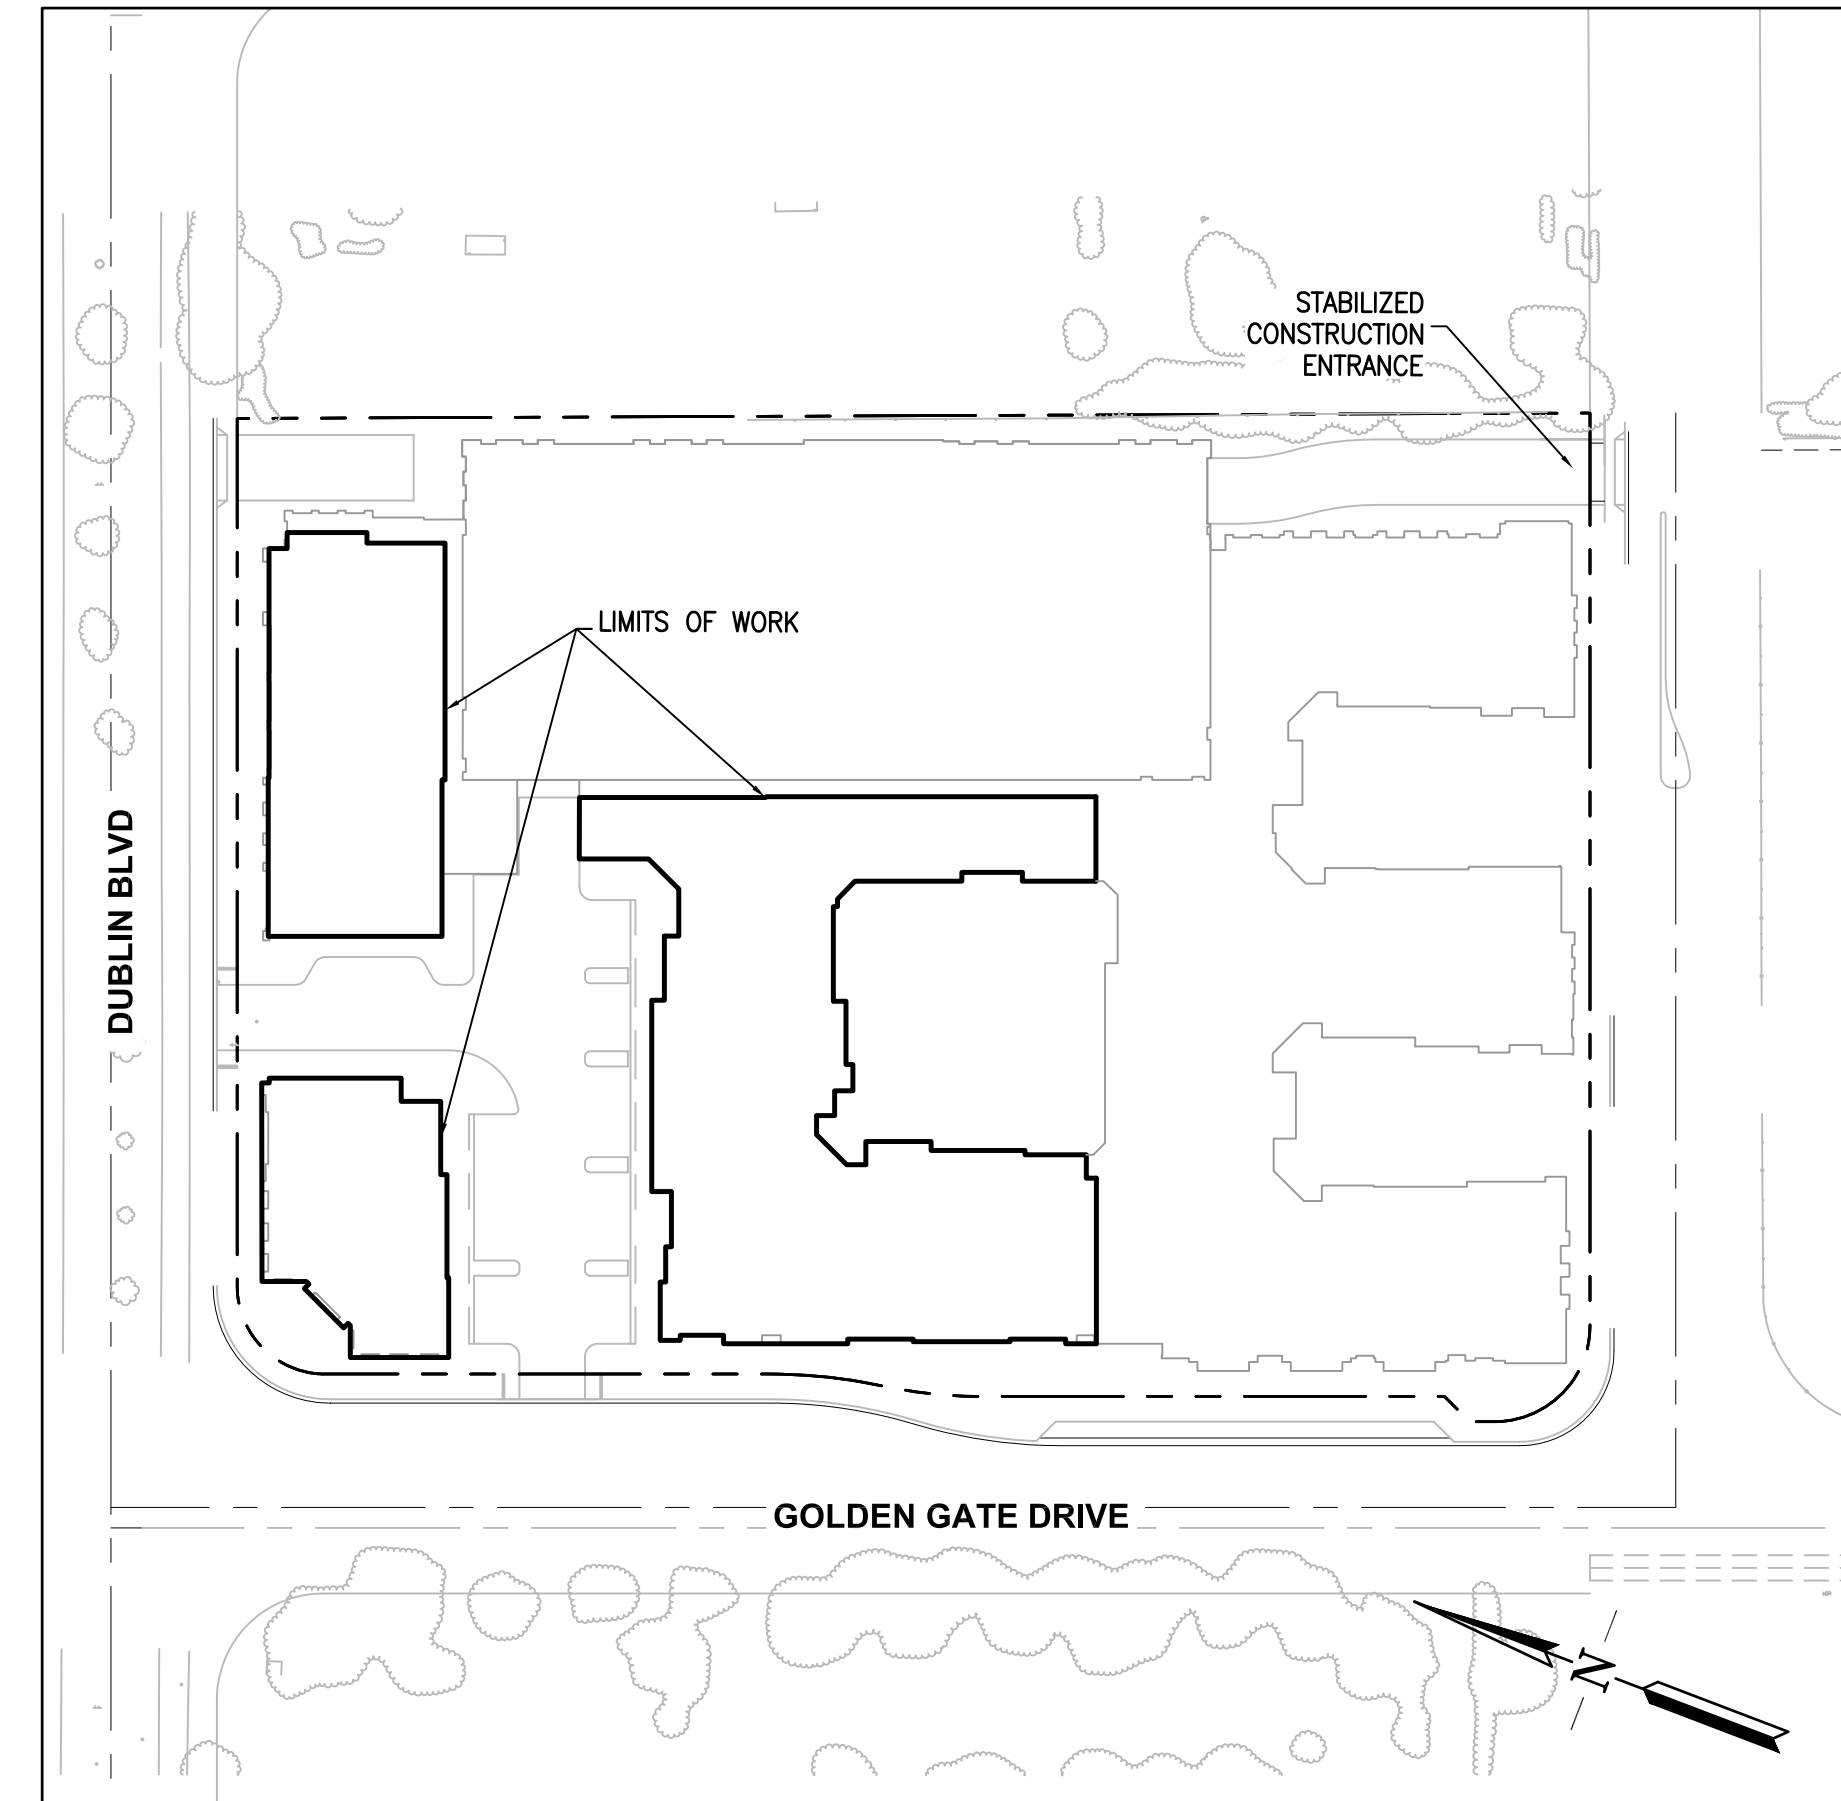 STABILIZED
CONSTRUCTION
ENTRANCE
LIMITS OF WORK
DUBLIN BLVD
GOLDEN GATE DRIVE
N